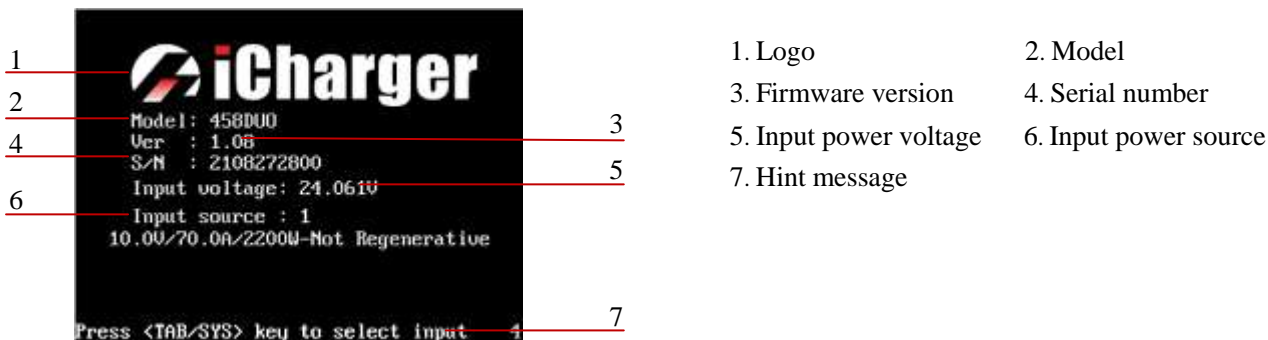 iCharger
Model: 458DUO
Ver : 1.08
S/N : 2108272800
Input voltage: 24.061V
Input source : 1
10.0V/70.0A/2200W-Not Regenerative
Press <TAB/SYS> key to select input 4
1
2
4
6
3
5
7
1. Logo 2. Model
3. Firmware version 4. Serial number
5. Input power voltage 6. Input power source
7. Hint message